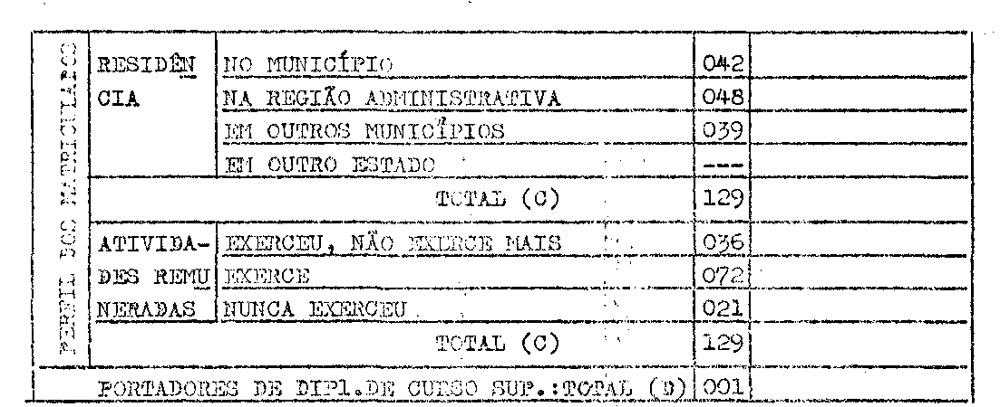 PERFIL DOS MATRICULADOS
RESIDÊN NO MUNICÍPIO 042
CIA NA REGIÃO ADMINISTRATIVA 048
EM OUTROS MUNICÍPIOS 039
EM OUTRO ESTADO ---
TOTAL (C) 129
ATIVIDA- EXERCEU, NÃO EXERCE MAIS 036
DES REMU EXERCE 072
NERADAS NUNCA EXERCEU 021
TOTAL (C) 129
PORTADORES DE DIPl.DE CURSO SUP.:TOTAL (D) 001